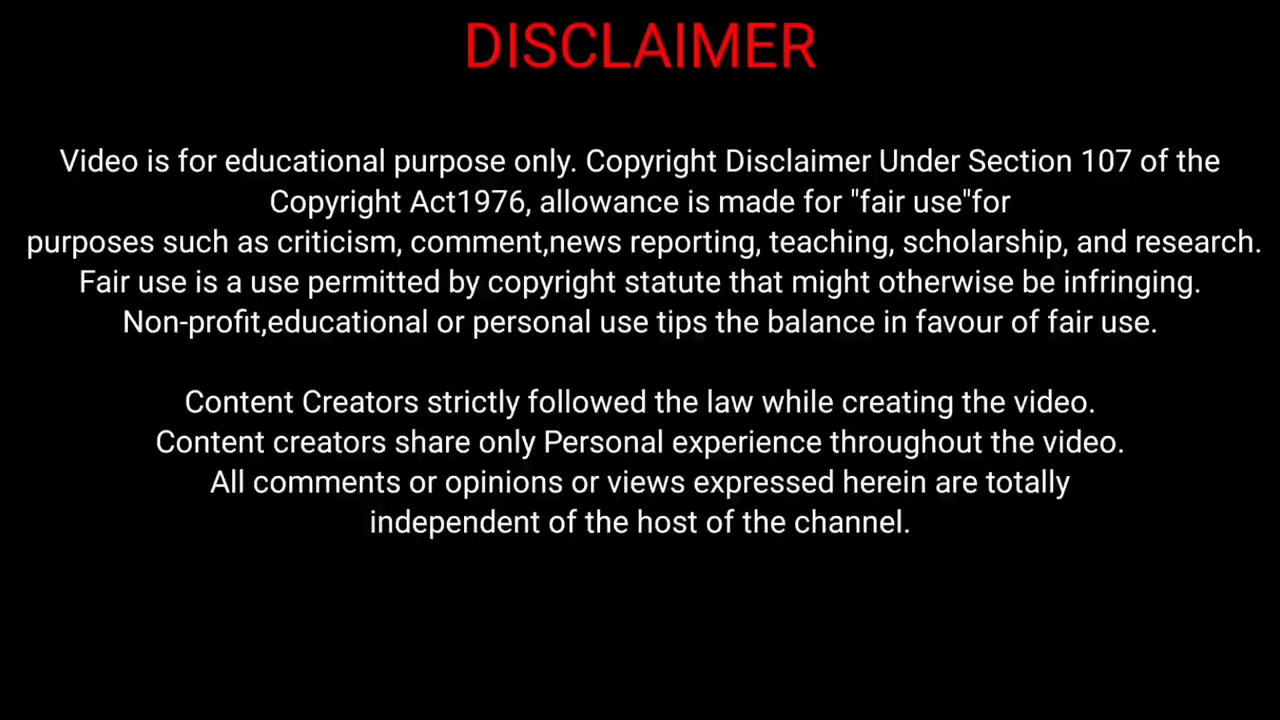 DISCLAIMER
Video is for educational purpose only. Copyright Disclaimer Under Section 107 of the
Copyright Act1976, allowance is made for "fair use"for
purposes such as criticism, comment,news reporting, teaching, scholarship, and research.
Fair use is a use permitted by copyright statute that might otherwise be infringing.
Non-profit,educational or personal use tips the balance in favour of fair use.
Content Creators strictly followed the law while creating the video.
Content creators share only Personal experience throughout the video.
All comments or opinions or views expressed herein are totally
independent of the host of the channel.